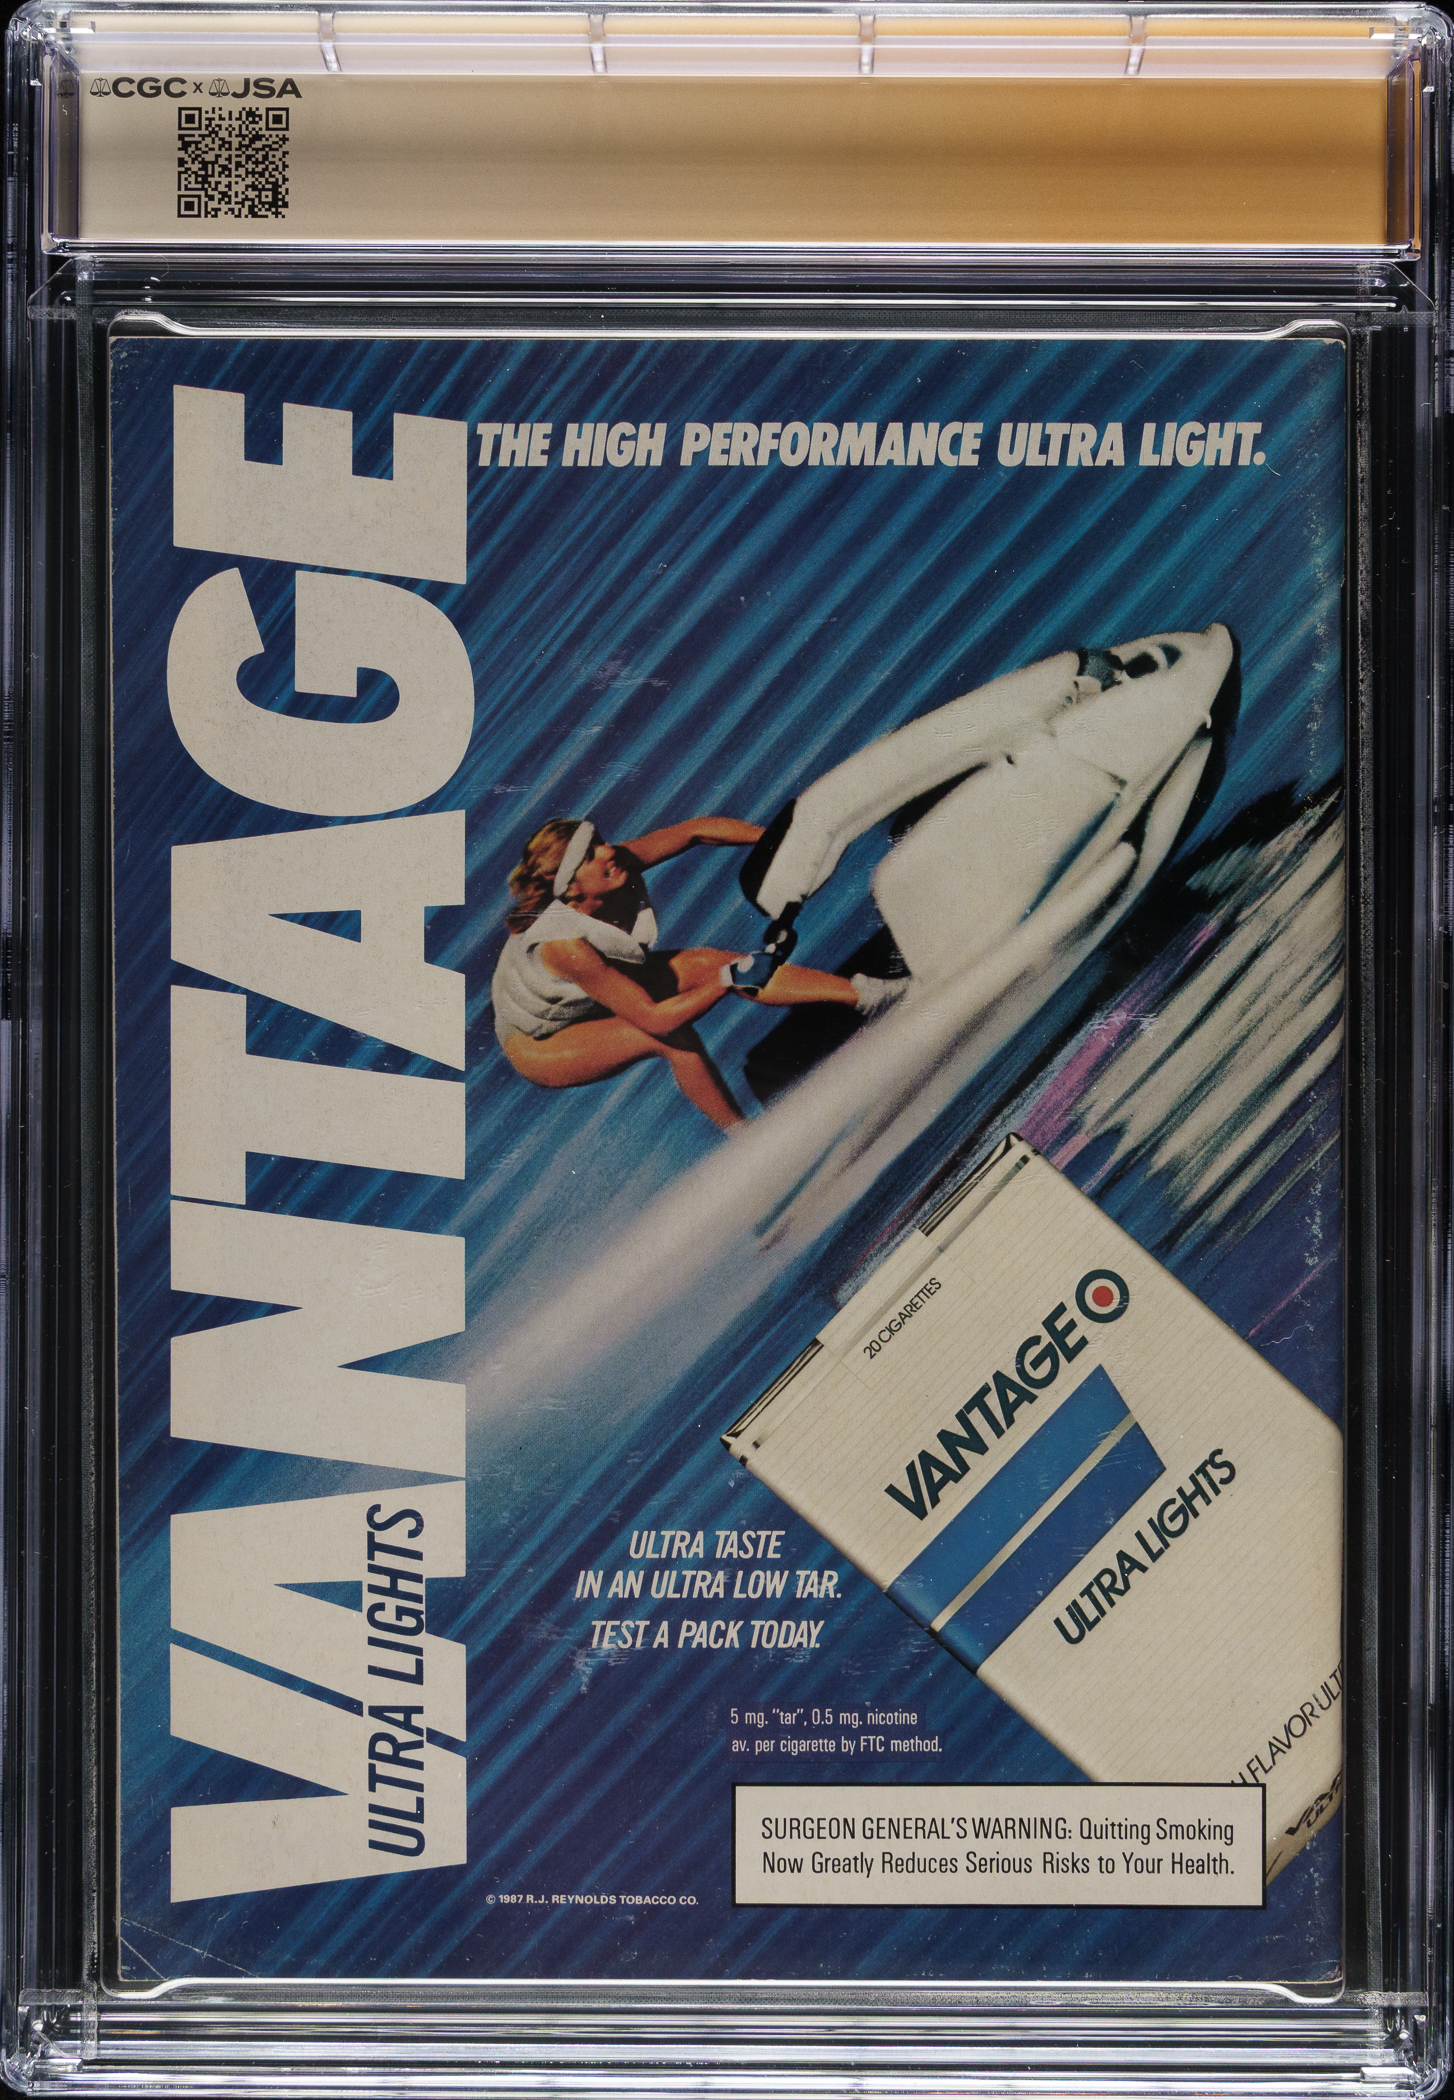 CGC x JSA
VANTAGE
ULTRA LIGHTS
THE HIGH PERFORMANCE ULTRA LIGHT.
20 CIGARETTES
VANTAGE
ULTRA LIGHTS
FLAVOR ULT
ULTRA TASTE
IN AN ULTRA LOW TAR.
TEST A PACK TODAY.
5 mg. "tar", 0.5 mg. nicotine
av. per cigarette by FTC method.
SURGEON GENERAL'S WARNING: Quitting Smoking
Now Greatly Reduces Serious Risks to Your Health.
© 1987 R.J. REYNOLDS TOBACCO CO.